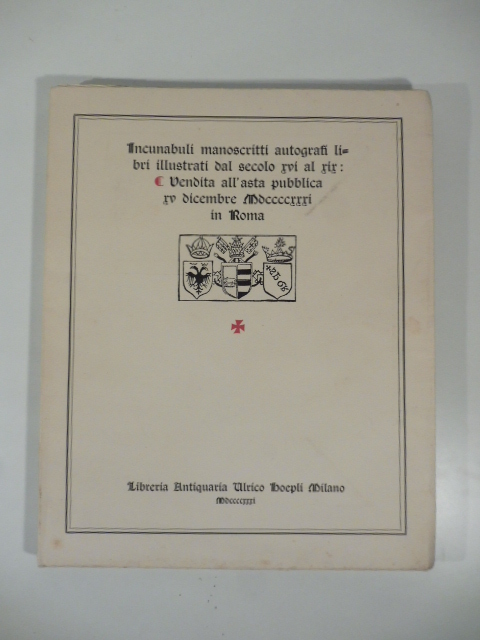 Incunabuli manoscritti autografi li=
bri illustrati dal secolo xvi al xix:
Vendita all'asta pubblica
xv dicembre Mdccccxxxi
in Roma
Libreria Antiquaria Ulrico Hoepli Milano
Mdccccxxxi